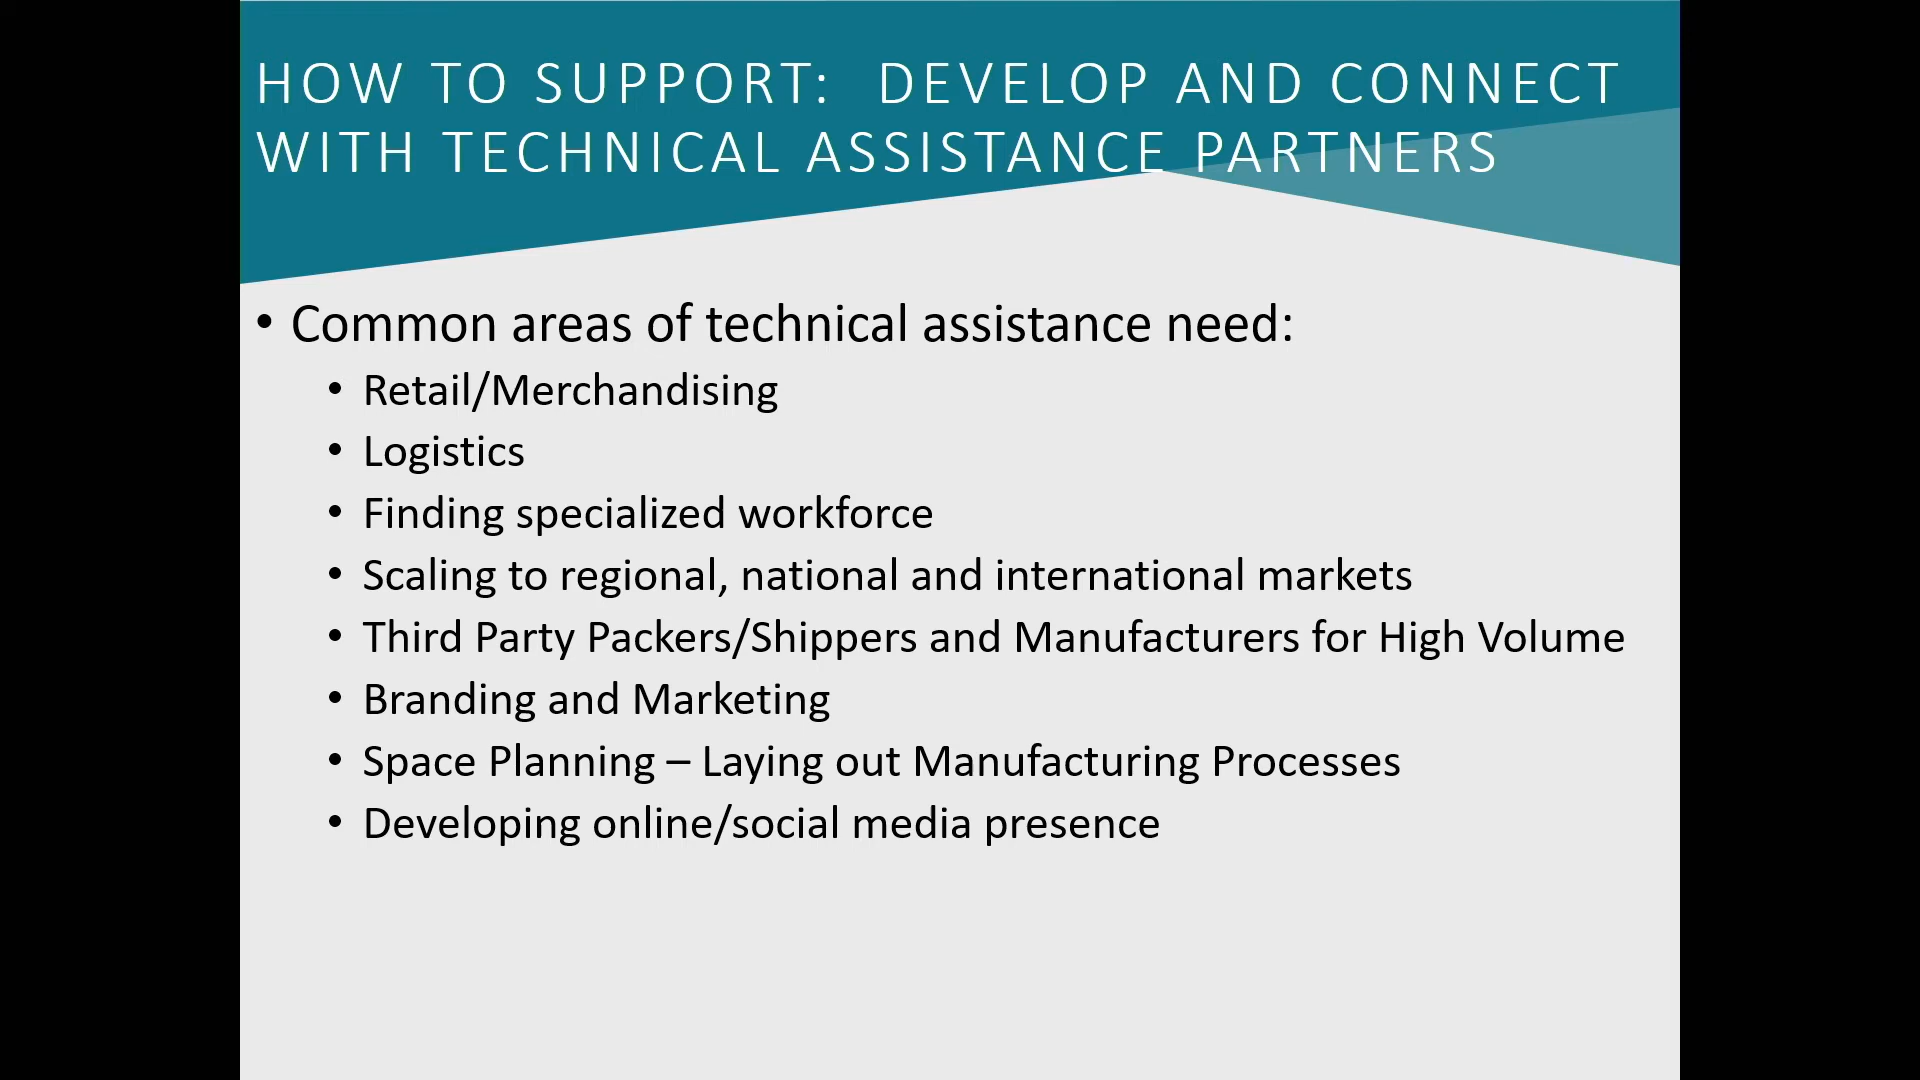 HOW TO SUPPORT: DEVELOP AND CONNECT
WITH TECHNICAL ASSISTANCE PARTNERS
• Common areas of technical assistance need:
• Retail/Merchandising
• Logistics
• Finding specialized workforce
• Scaling to regional, national and international markets
• Third Party Packers/Shippers and Manufacturers for High Volume
• Branding and Marketing
• Space Planning – Laying out Manufacturing Processes
• Developing online/social media presence